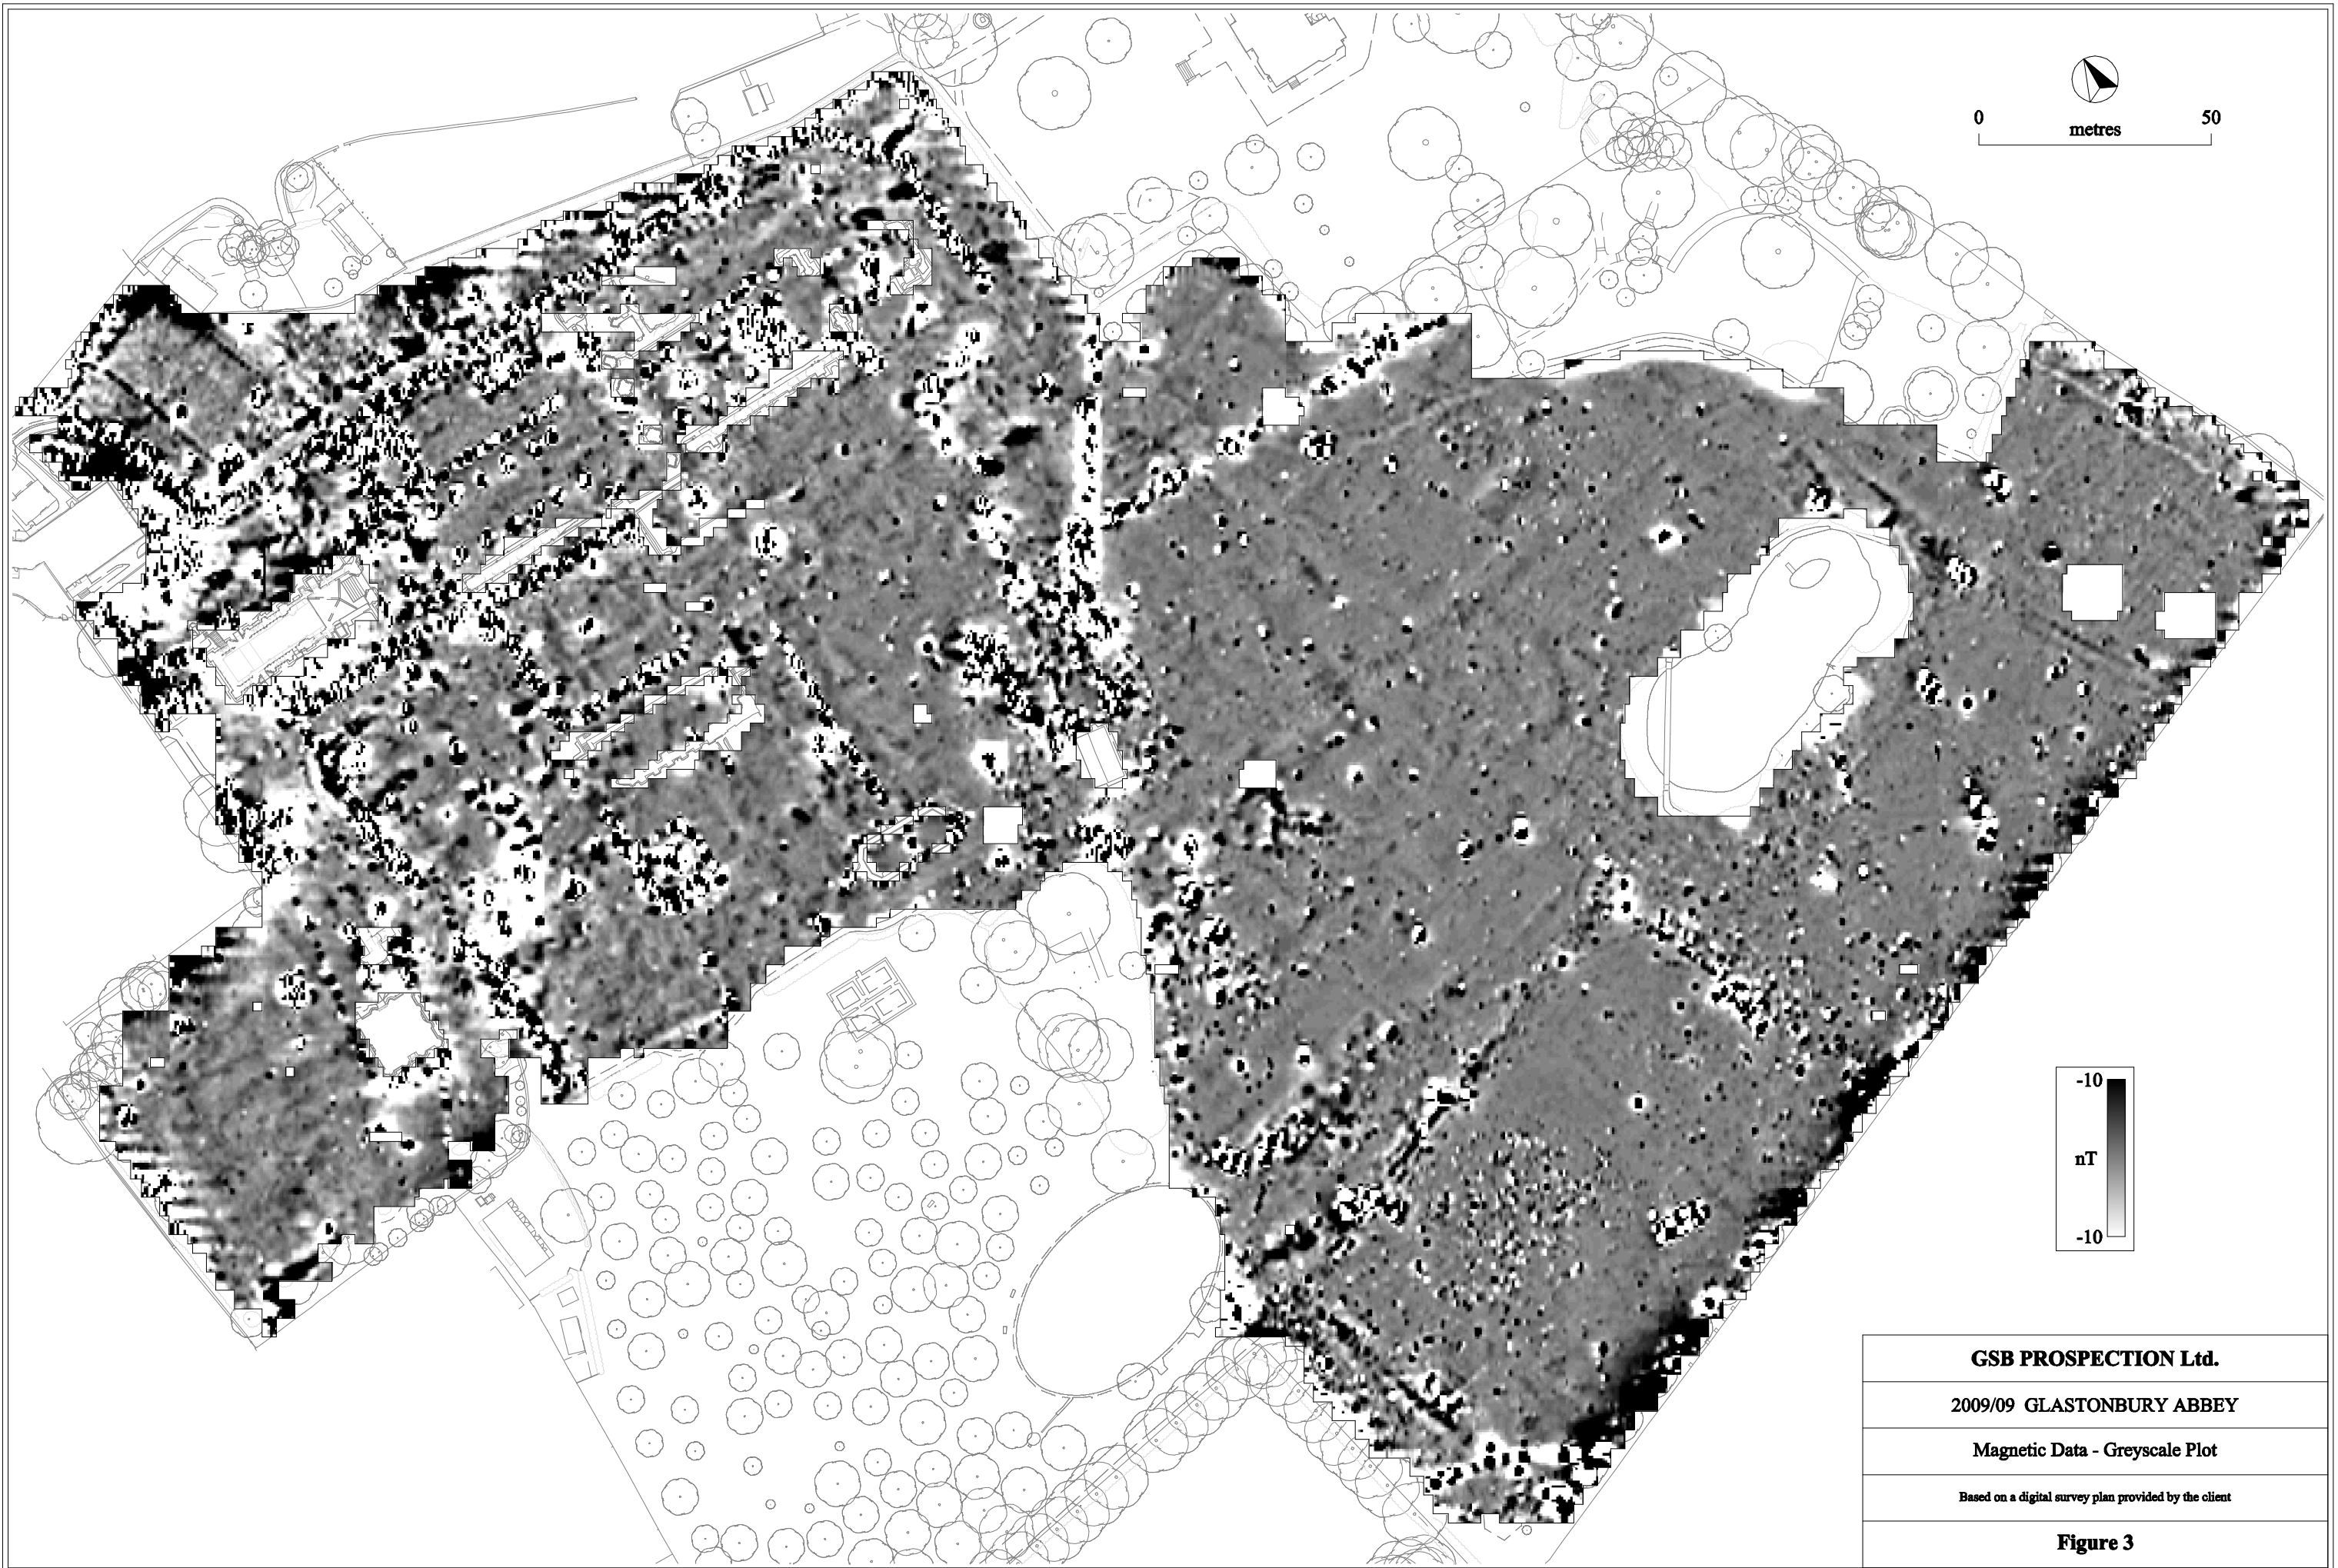 0 50
metres
-10
nT
-10
GSB PROSPECTION Ltd.
2009/09 GLASTONBURY ABBEY
Magnetic Data - Greyscale Plot
Based on a digital survey plan provided by the client
Figure 3